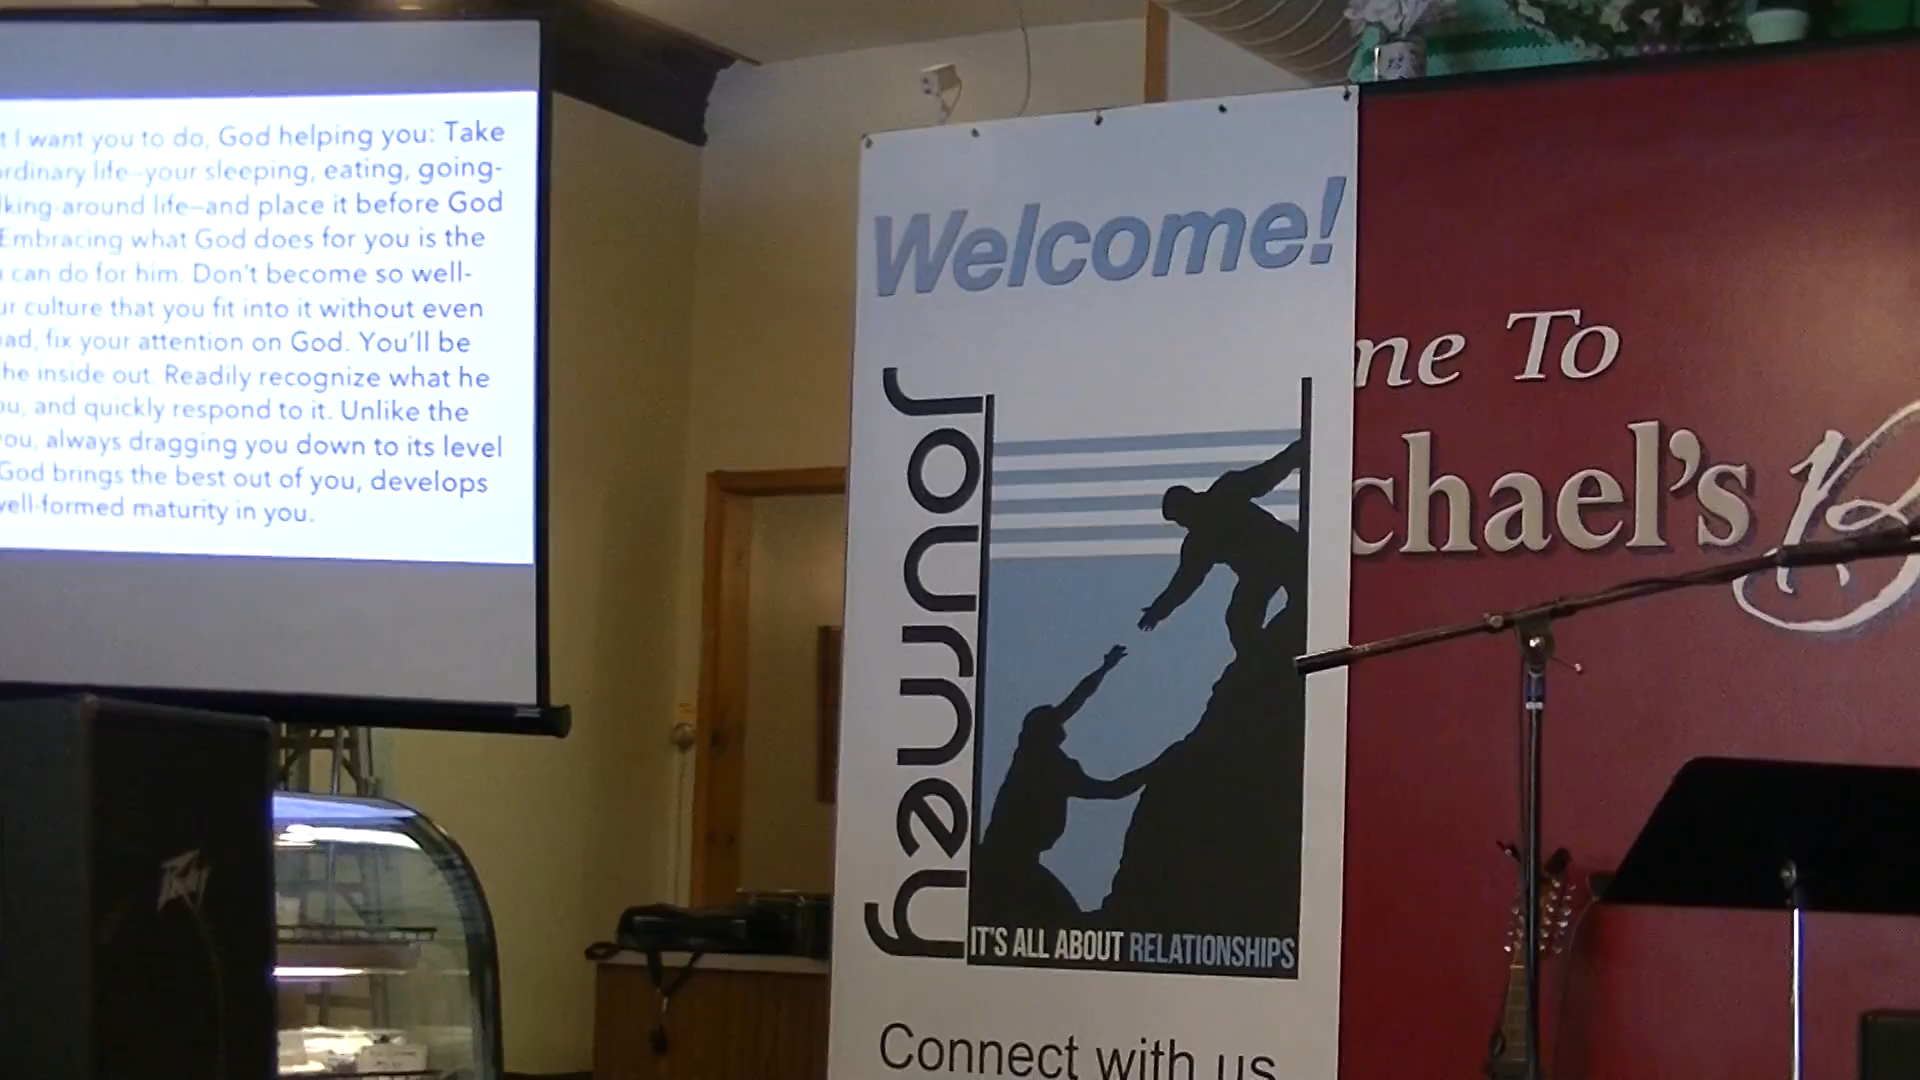 t I want you to do, God helping you: Take
ordinary life–your sleeping, eating, going-
lking-around life–and place it before God
Embracing what God does for you is the
can do for him. Don't become so well-
ur culture that you fit into it without even
ad, fix your attention on God. You'll be
he inside out. Readily recognize what he
ou, and quickly respond to it. Unlike the
you, always dragging you down to its level
God brings the best out of you, develops
well-formed maturity in you.
Welcome!
journey
IT'S ALL ABOUT RELATIONSHIPS
Connect with us
me To
chael's
PEAVEY